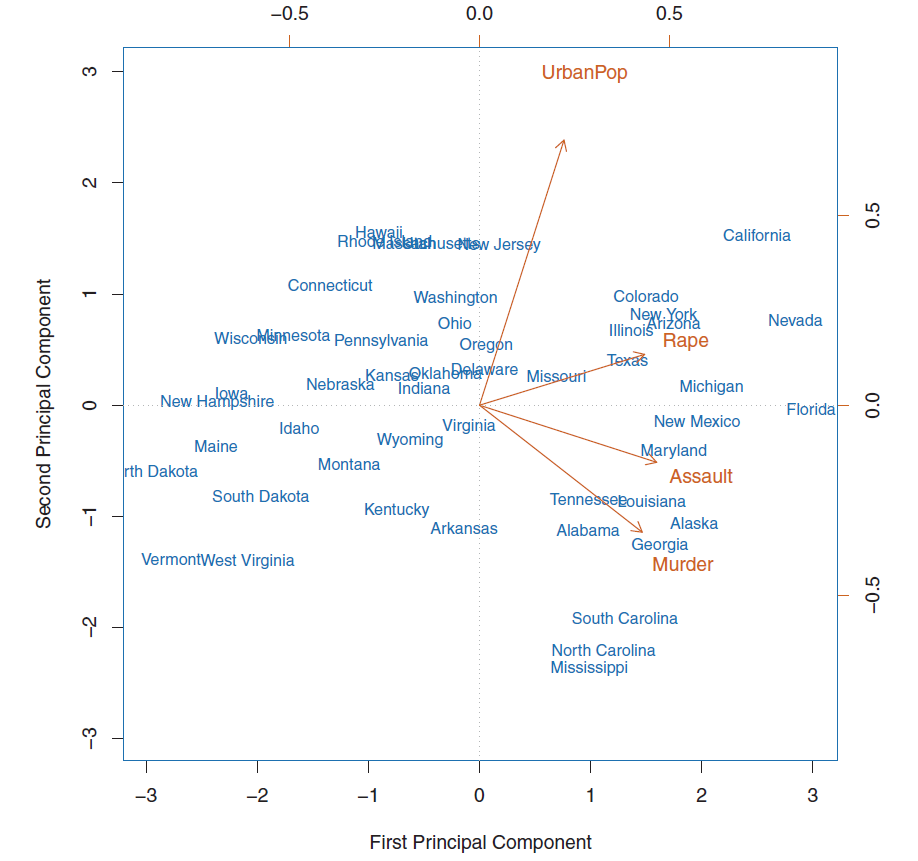 −0.5 0.0 0.5
3
UrbanPop
2
0.5
Hawaii
California
Rhode Island Massachusetts New Jersey
Connecticut
1
Washington
Colorado
New York
Ohio
Arizona
Nevada
Illinois
Wisconsin Minnesota
Pennsylvania
Oregon
Rape
Texas
Delaware
Kansas Oklahoma
Missouri
Nebraska
Indiana
Michigan
Iowa
New Hampshire
0
0.0
Florida
Virginia
New Mexico
Idaho
Wyoming
Maine
Maryland
Montana
rth Dakota
Assault
South Dakota
Tennessee Louisiana
Kentucky
−1
Alaska
Arkansas
Alabama
Georgia
Vermont West Virginia
Murder
−0.5
South Carolina
−2
North Carolina
Mississippi
−3
−3 −2 −1 0 1 2 3
First Principal Component
Second Principal Component